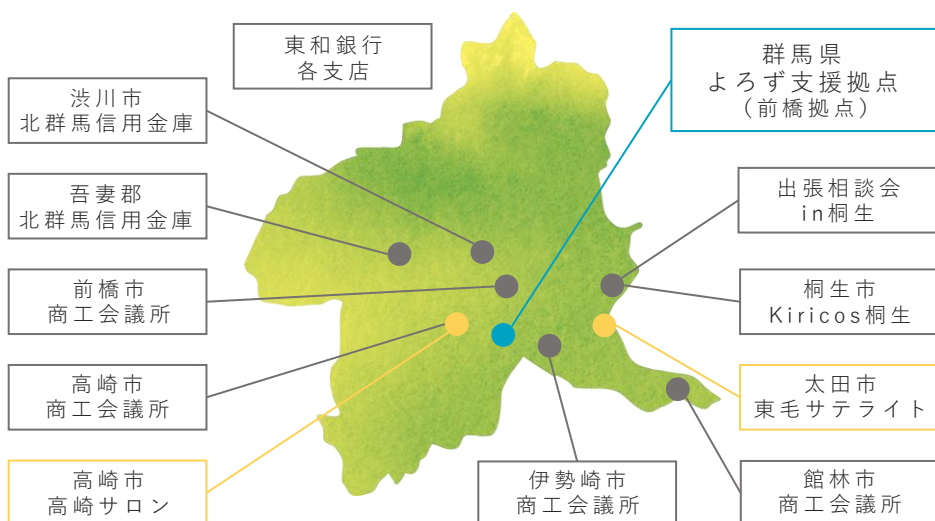 東和銀行
各支店
群馬県
よろず支援拠点
（前橋拠点）
渋川市
北群馬信用金庫
吾妻郡
北群馬信用金庫
出張相談会
in桐生
前橋市
商工会議所
桐生市
Kiricos桐生
高崎市
商工会議所
太田市
東毛サテライト
高崎市
高崎サロン
伊勢崎市
商工会議所
館林市
商工会議所